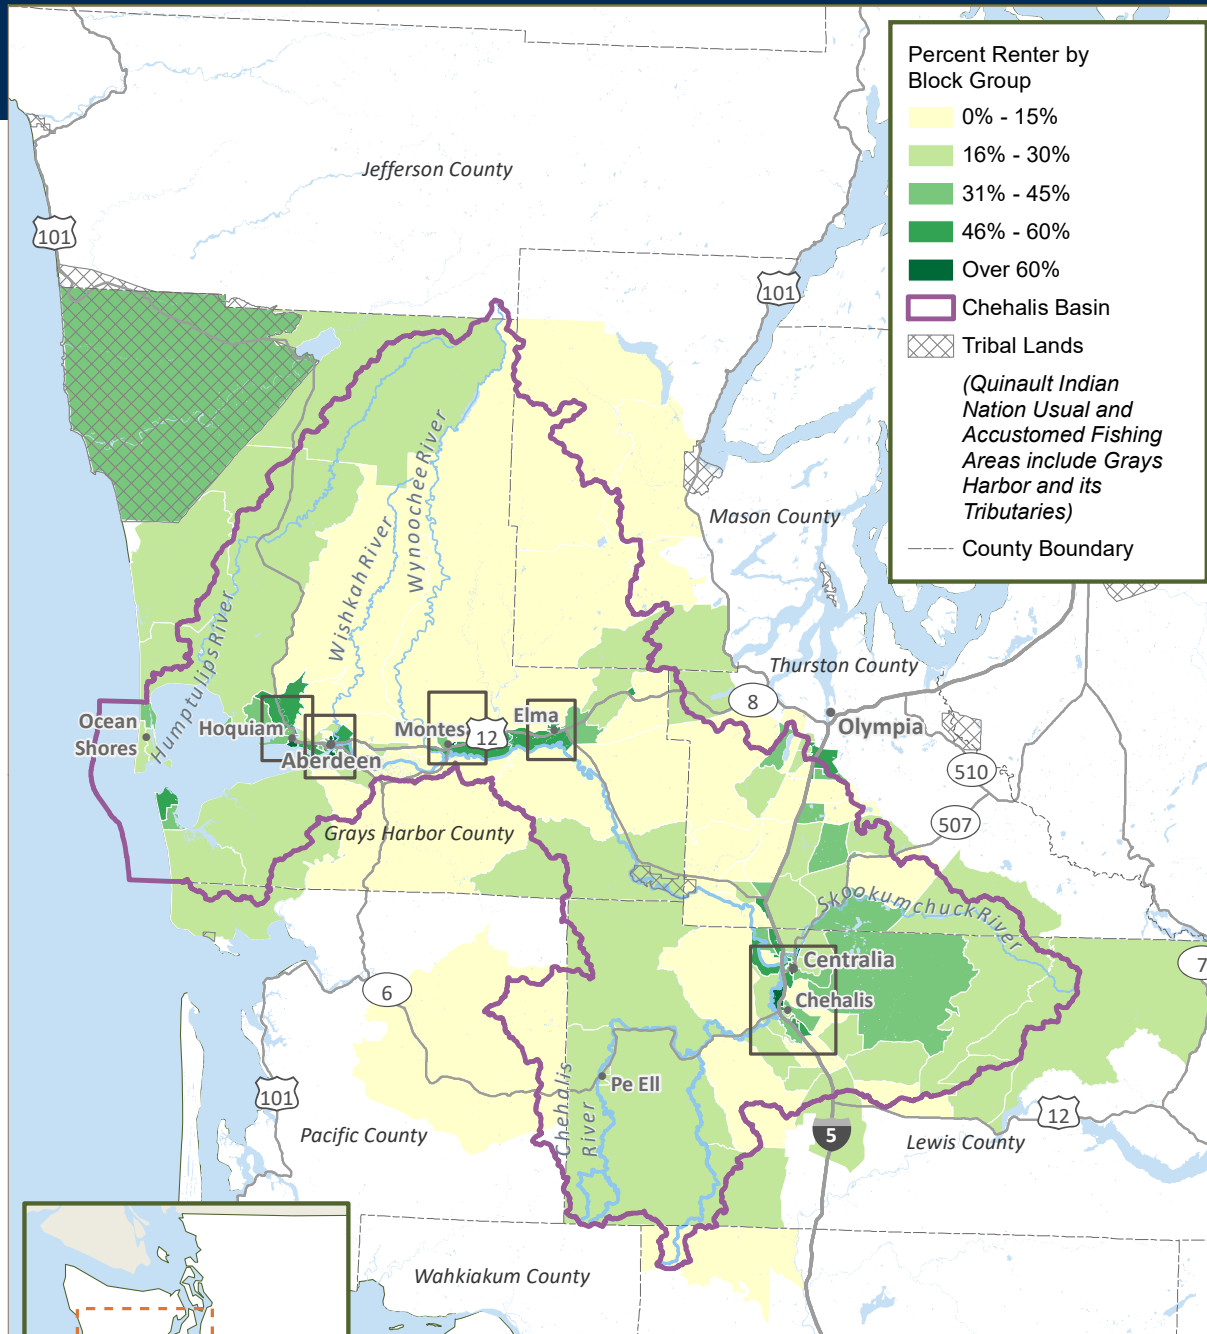 Percent Renter by
Block Group
0% - 15%
16% - 30%
31% - 45%
46% - 60%
Over 60%
Chehalis Basin
Tribal Lands
(Quinault Indian
Nation Usual and
Accustomed Fishing
Areas include Grays
Harbor and its
Tributaries)
County Boundary
Jefferson County
101
101
Mason County
Wynoochee River
Wishkah River
Humptulips River
Thurston County
8
Ocean
Shores
Hoquiam
Aberdeen
Montes
12
Elma
Olympia
510
507
Grays Harbor County
Skookumchuck River
Centralia
Chehalis
7
6
Pe Ell
Chehalis
River
101
Pacific County
5
12
Lewis County
Wahkiakum County